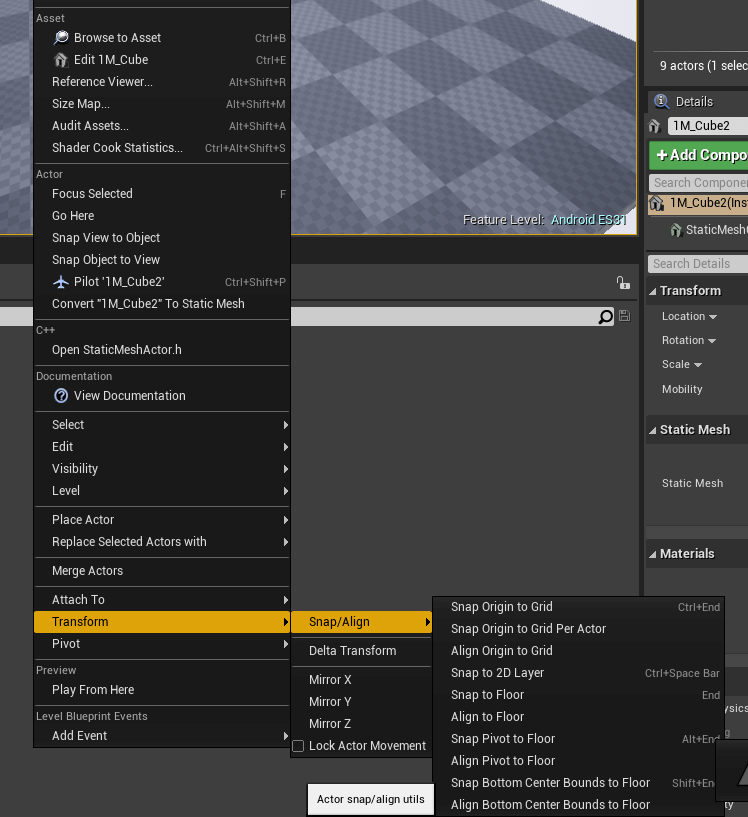 Asset
Browse to Asset Ctrl+B
Edit 1M_Cube Ctrl+E
Reference Viewer... Alt+Shift+R
Size Map... Alt+Shift+M
Audit Assets... Alt+Shift+A
Shader Cook Statistics... Ctrl+Alt+Shift+S
Actor
Focus Selected F
Go Here
Snap View to Object
Snap Object to View
Pilot '1M_Cube2' Ctrl+Shift+P
Convert "1M_Cube2" To Static Mesh
C++
Open StaticMeshActor.h
Documentation
View Documentation
Select
Edit
Visibility
Level
Place Actor
Replace Selected Actors with
Merge Actors
Attach To
Transform
Pivot
Preview
Play From Here
Level Blueprint Events
Add Event
Snap/Align
Delta Transform
Mirror X
Mirror Y
Mirror Z
Lock Actor Movement
Actor snap/align utils
Snap Origin to Grid Ctrl+End
Snap Origin to Grid Per Actor
Align Origin to Grid
Snap to 2D Layer Ctrl+Space Bar
Snap to Floor End
Align to Floor
Snap Pivot to Floor Alt+End
Align Pivot to Floor
Snap Bottom Center Bounds to Floor Shift+En
Align Bottom Center Bounds to Floor
Feature Level: Android ES31
9 actors (1 selec
Details
1M_Cube2
+Add Compo
Search Componen
1M_Cube2(Inst
StaticMesh
Search Details
Transform
Location
Rotation
Scale
Mobility
Static Mesh
Static Mesh
Materials
ysics